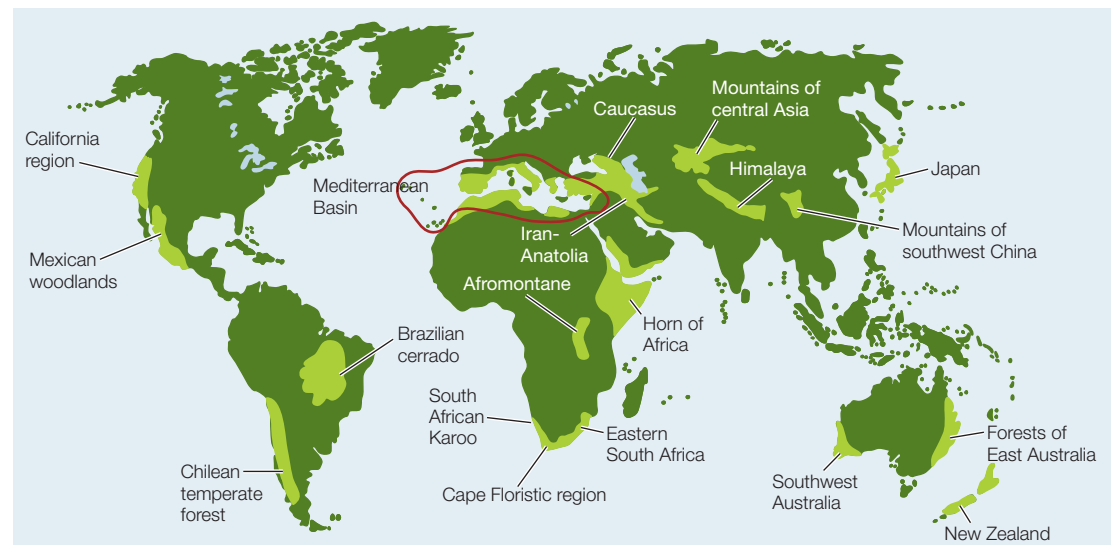 Mountains of
central Asia
Caucasus
California
region
Himalaya
Japan
Mediterranean
Basin
Iran-
Anatolia
Mountains of
southwest China
Mexican
woodlands
Afromontane
Horn of
Africa
Brazilian
cerrado
South
African
Karoo
Eastern
South Africa
Forests of
East Australia
Chilean
temperate
forest
Southwest
Australia
Cape Floristic region
New Zealand